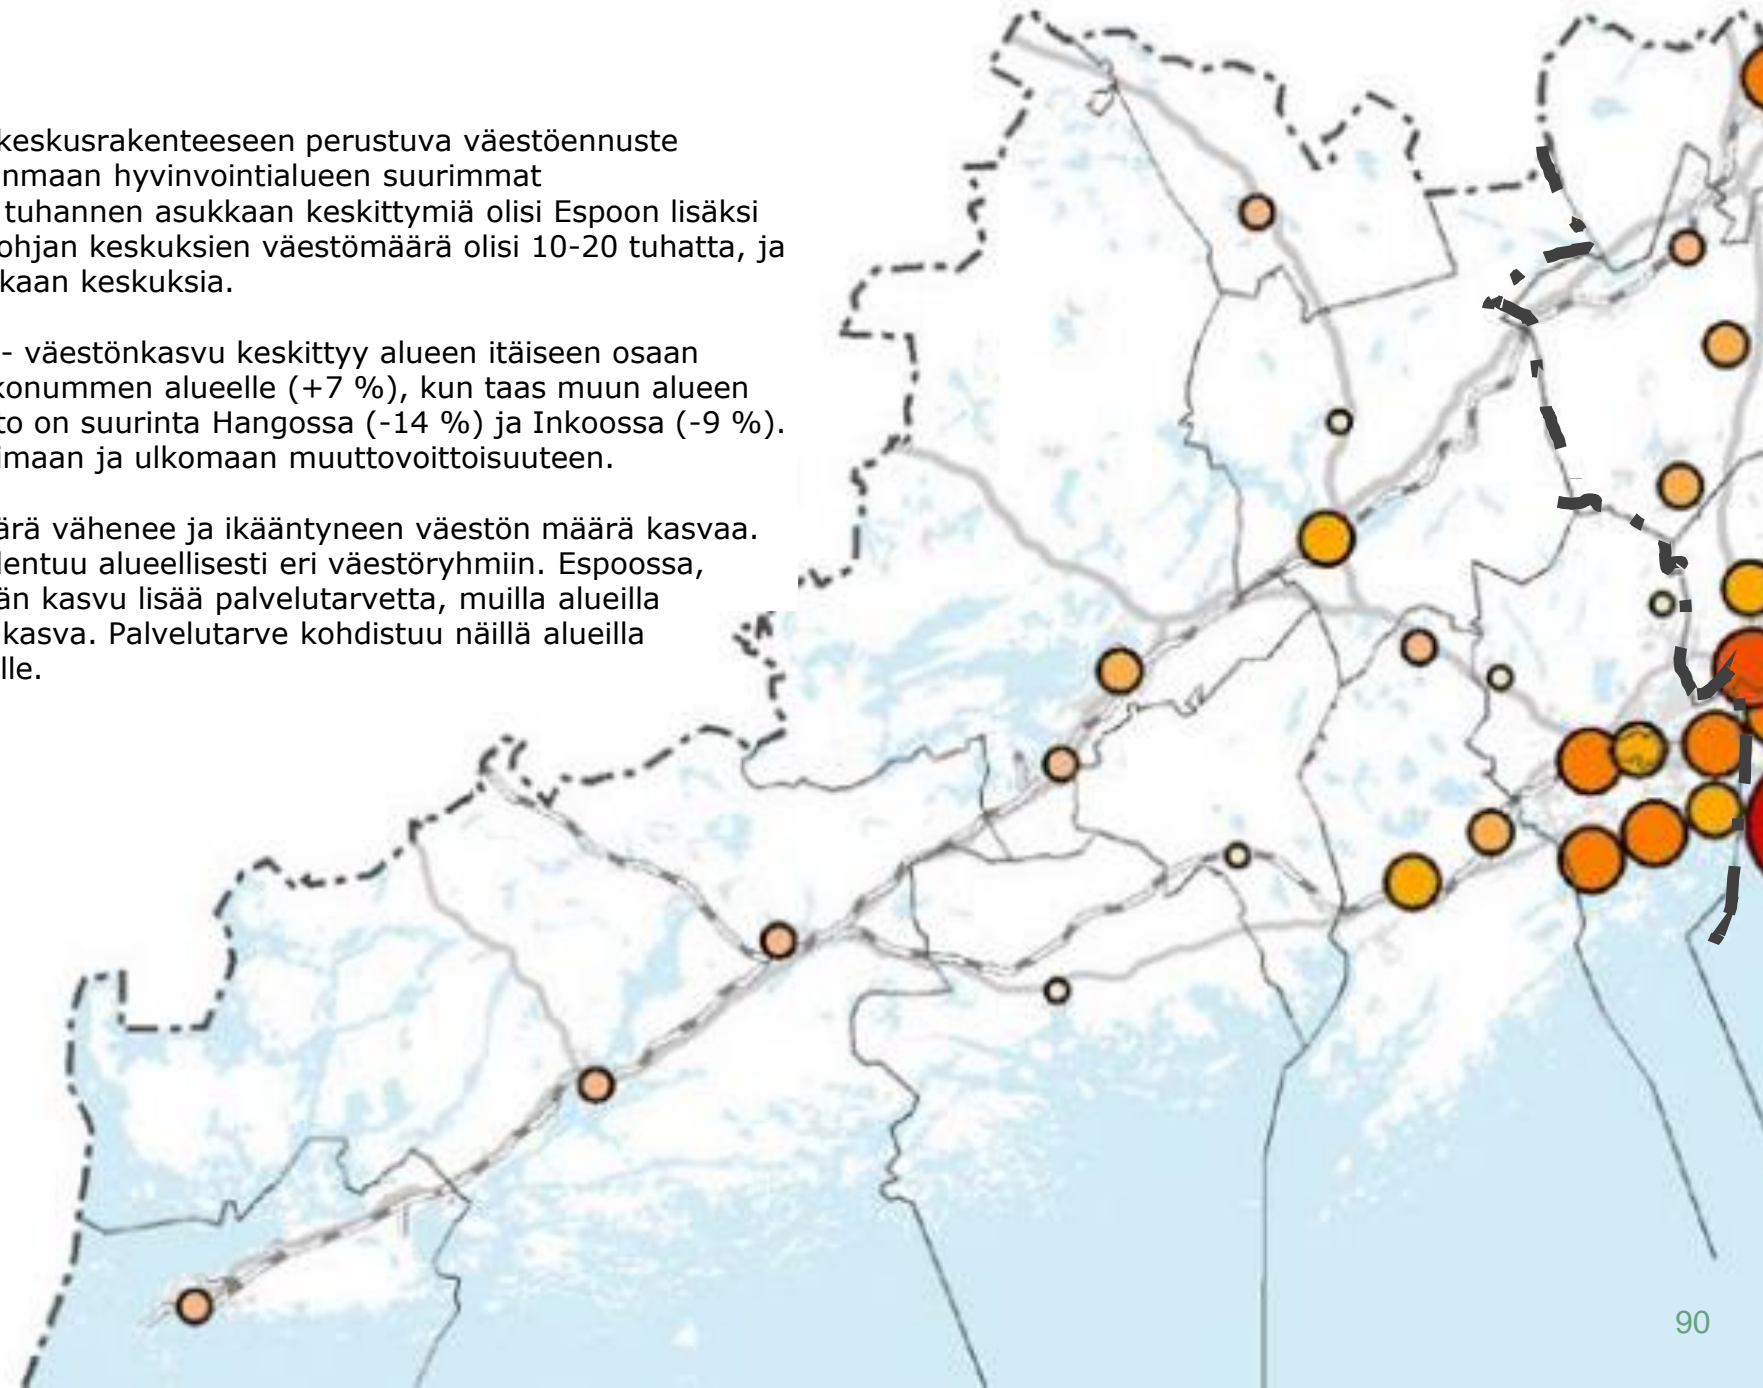 keskusrakenteeseen perustuva väestöennuste
nmaan hyvinvointialueen suurimmat
tuhannen asukkaan keskittymiä olisi Espoon lisäksi
ohjan keskuksien väestömäärä olisi 10-20 tuhatta, ja
kaan keskuksia.
- väestönkasvu keskittyy alueen itäiseen osaan
konummen alueelle (+7 %), kun taas muun alueen
to on suurinta Hangossa (-14 %) ja Inkoossa (-9 %).
imaan ja ulkomaan muuttovoittoisuuteen.
ärä vähenee ja ikääntyneen väestön määrä kasvaa.
dentuu alueellisesti eri väestöryhmiin. Espoossa,
än kasvu lisää palvelutarvetta, muilla alueilla
kasva. Palvelutarve kohdistuu näillä alueilla
lle.
90